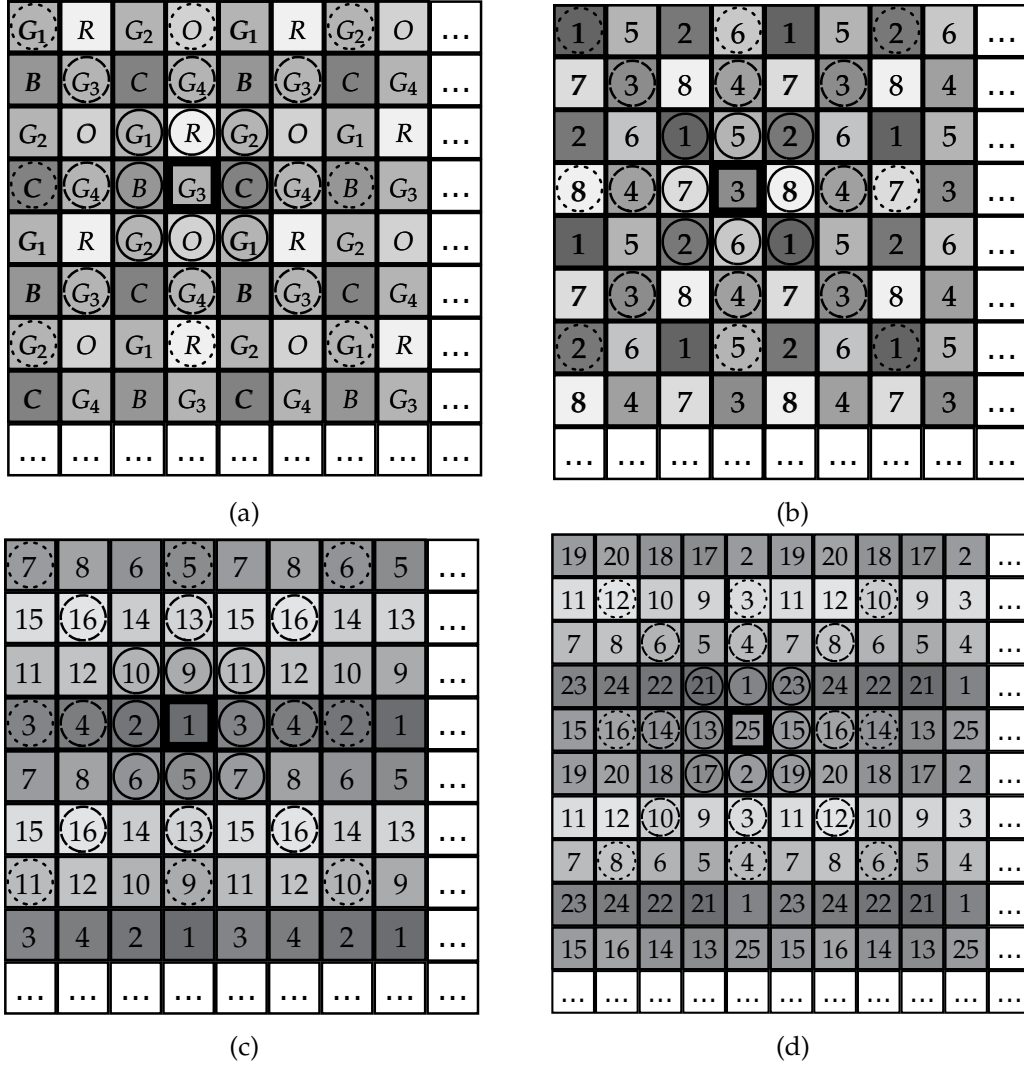 G1 R G2 O G1 R G2 O ...
B G3 C G4 B G3 C G4 ...
G2 O G1 R G2 O G1 R ...
C G4 B G3 C G4 B G3 ...
G1 R G2 O G1 R G2 O ...
B G3 C G4 B G3 C G4 ...
G2 O G1 R G2 O G1 R ...
C G4 B G3 C G4 B G3 ...
... ... ... ... ... ... ... ... ...
(a)
1 5 2 6 1 5 2 6 ...
7 3 8 4 7 3 8 4 ...
2 6 1 5 2 6 1 5 ...
8 4 7 3 8 4 7 3 ...
1 5 2 6 1 5 2 6 ...
7 3 8 4 7 3 8 4 ...
2 6 1 5 2 6 1 5 ...
8 4 7 3 8 4 7 3 ...
... ... ... ... ... ... ... ... ...
(b)
7 8 6 5 7 8 6 5 ...
15 16 14 13 15 16 14 13 ...
11 12 10 9 11 12 10 9 ...
3 4 2 1 3 4 2 1 ...
7 8 6 5 7 8 6 5 ...
15 16 14 13 15 16 14 13 ...
11 12 10 9 11 12 10 9 ...
3 4 2 1 3 4 2 1 ...
... ... ... ... ... ... ... ... ...
(c)
19 20 18 17 2 19 20 18 17 2 ...
11 12 10 9 3 11 12 10 9 3 ...
7 8 6 5 4 7 8 6 5 4 ...
23 24 22 21 1 23 24 22 21 1 ...
15 16 14 13 25 15 16 14 13 25 ...
19 20 18 17 2 19 20 18 17 2 ...
11 12 10 9 3 11 12 10 9 3 ...
7 8 6 5 4 7 8 6 5 4 ...
23 24 22 21 1 23 24 22 21 1 ...
15 16 14 13 25 15 16 14 13 25 ...
... ... ... ... ... ... ... ... ... ... ...
(d)